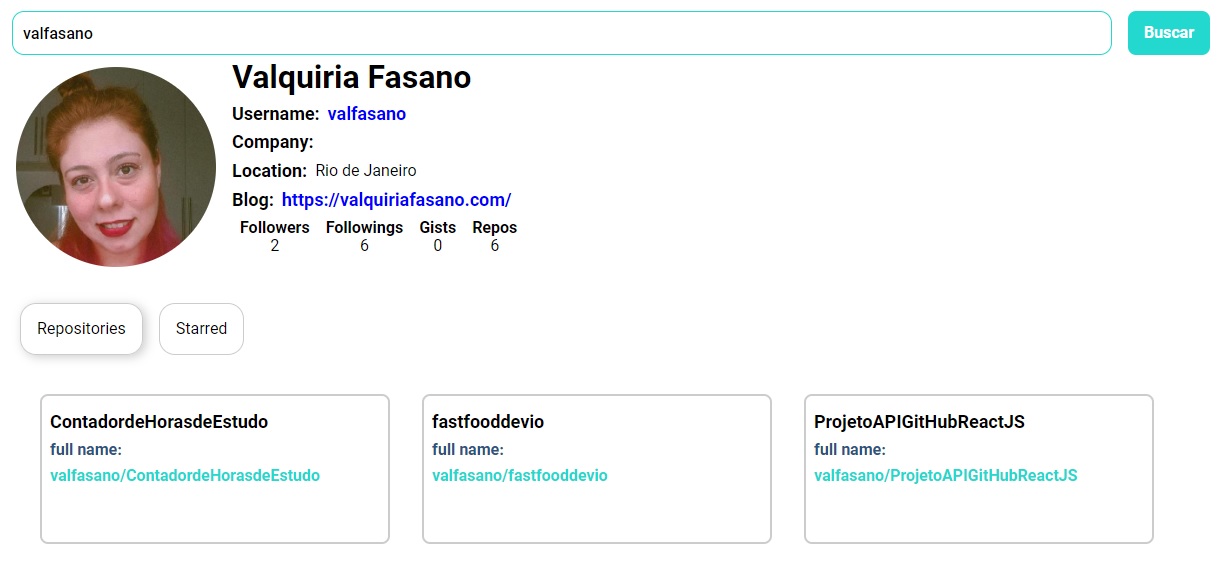 valfasano
Buscar
Valquiria Fasano
Username: valfasano
Company:
Location: Rio de Janeiro
Blog: https://valquiriafasano.com/
Followers Followings Gists Repos
2 6 0 6
Repositories Starred
ContadordeHorasdeEstudo
full name:
valfasano/ContadordeHorasdeEstudo
fastfooddevio
full name:
valfasano/fastfooddevio
ProjetoAPIGitHubReactJS
full name:
valfasano/ProjetoAPIGitHubReactJS